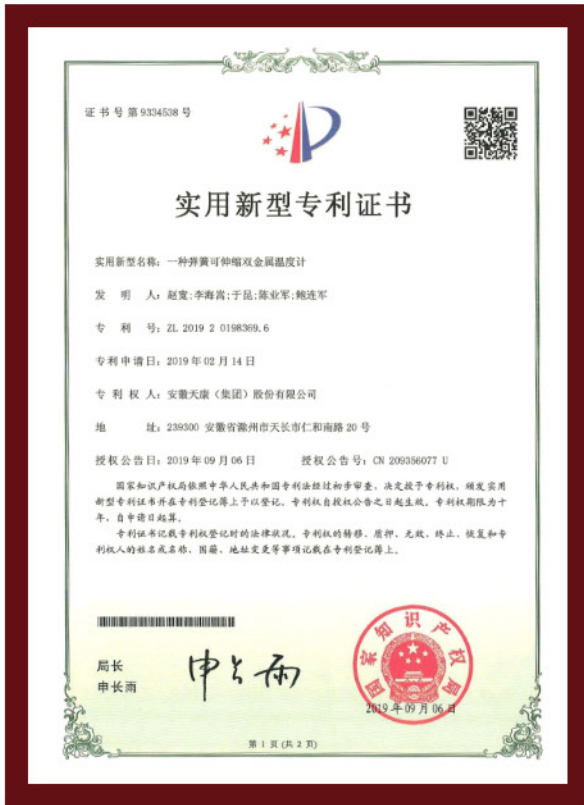 证书号第9334538号
实用新型专利证书
实用新型名称：一种弹簧可伸缩双金属温度计
发明人：赵宽;李海嵩;于昆;陈业军;鲍连军
专利号：ZL 2019 2 0198369.6
专利申请日：2019年02月14日
专利权人：安徽天康（集团）股份有限公司
地址：239300 安徽省滁州市天长市仁和南路20号
授权公告日：2019年09月06日 授权公告号：CN 209356077 U
国家知识产权局依照中华人民共和国专利法经过初步审查，决定授予专利权，颁发实用
新型专利证书并在专利登记簿上予以登记。专利权自授权公告之日起生效。专利权期限为十
年，自申请日起算。
专利证书记载专利权登记时的法律状况。专利权的转移、质押、无效、终止、恢复和专
利权人的姓名或名称、国籍、地址变更等事项记载在专利登记簿上。
局长
申长雨
申长雨
国家知识产权局
2019年09月06日
第1页(共2页)